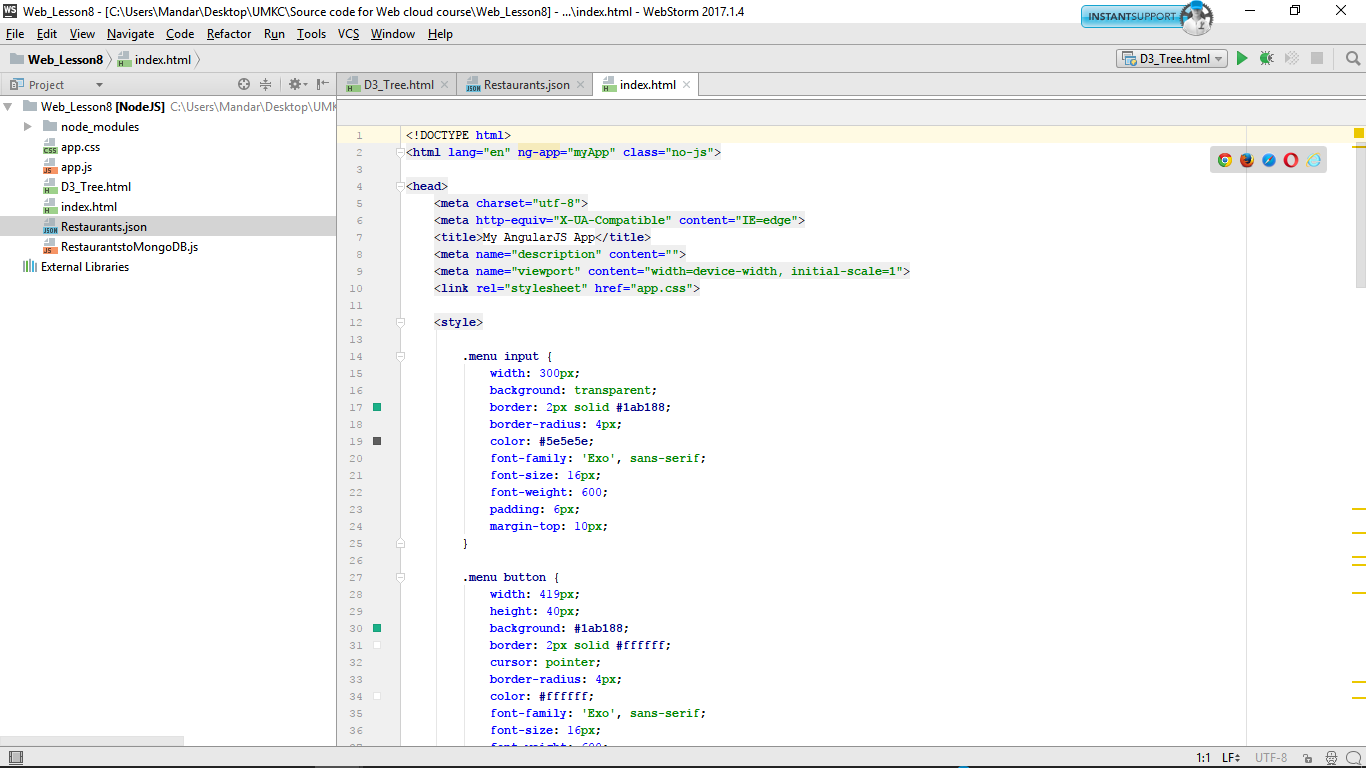 WS Web_Lesson8 - [C:\Users\Mandar\Desktop\UMKC\Source code for Web cloud course\Web_Lesson8] - ...\index.html - WebStorm 2017.1.4
INSTANTSUPPORT
File Edit View Navigate Code Refactor Run Tools VCS Window Help
Web_Lesson8 index.html
D3_Tree.html
Project
D3_Tree.html Restaurants.json index.html
Web_Lesson8 [NodeJS] C:\Users\Mandar\Desktop\UMK
node_modules
app.css
app.js
D3_Tree.html
index.html
Restaurants.json
RestaurantstoMongoDB.js
External Libraries
1 <!DOCTYPE html>
2 <html lang="en" ng-app="myApp" class="no-js">
3
4 <head>
5 <meta charset="utf-8">
6 <meta http-equiv="X-UA-Compatible" content="IE=edge">
7 <title>My AngularJS App</title>
8 <meta name="description" content="">
9 <meta name="viewport" content="width=device-width, initial-scale=1">
10 <link rel="stylesheet" href="app.css">
11
12 <style>
13
14 .menu input {
15 width: 300px;
16 background: transparent;
17 border: 2px solid #1ab188;
18 border-radius: 4px;
19 color: #5e5e5e;
20 font-family: 'Exo', sans-serif;
21 font-size: 16px;
22 font-weight: 600;
23 padding: 6px;
24 margin-top: 10px;
25 }
26
27 .menu button {
28 width: 419px;
29 height: 40px;
30 background: #1ab188;
31 border: 2px solid #ffffff;
32 cursor: pointer;
33 border-radius: 4px;
34 color: #ffffff;
35 font-family: 'Exo', sans-serif;
36 font-size: 16px;
1:1 LF UTF-8